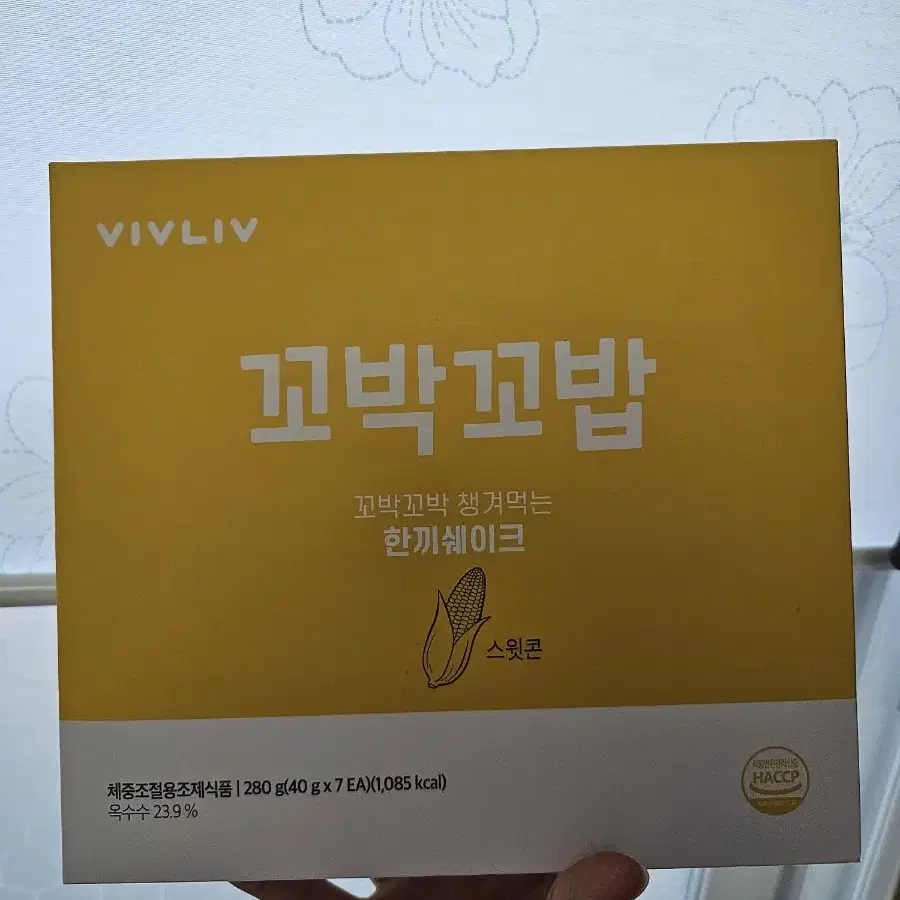 VIVLIV
꼬박꼬밥
꼬박꼬박 챙겨먹는
한끼쉐이크
스윗콘
체중조절용조제식품 | 280 g(40 g x 7 EA)(1,085 kcal)
옥수수 23.9 %
HACCP